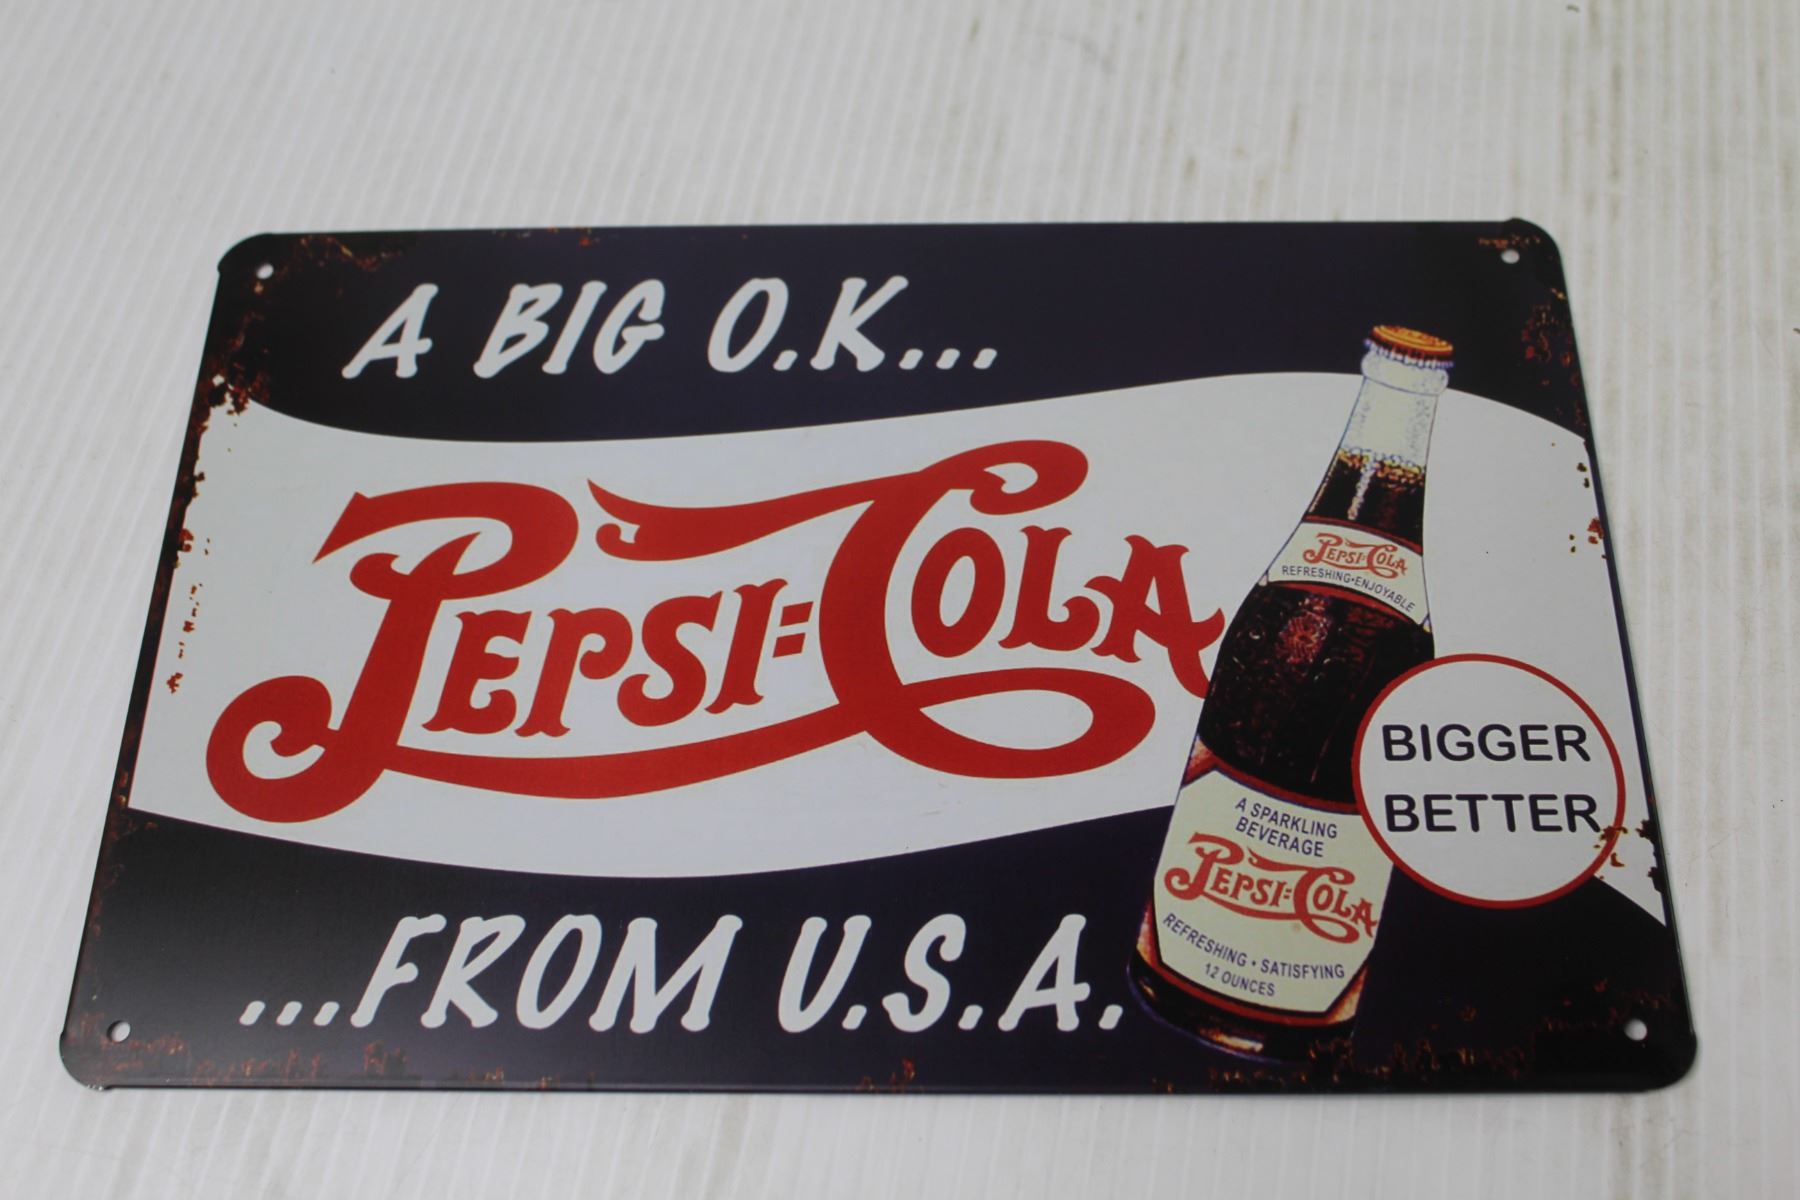 A BIG O.K...
PEPSI=COLA
PEPSI=COLA
REFRESHING•ENJOYABLE
BIGGER
BETTER
A SPARKLING
BEVERAGE
PEPSI=COLA
REFRESHING • SATISFYING
12 OUNCES
...FROM U.S.A.